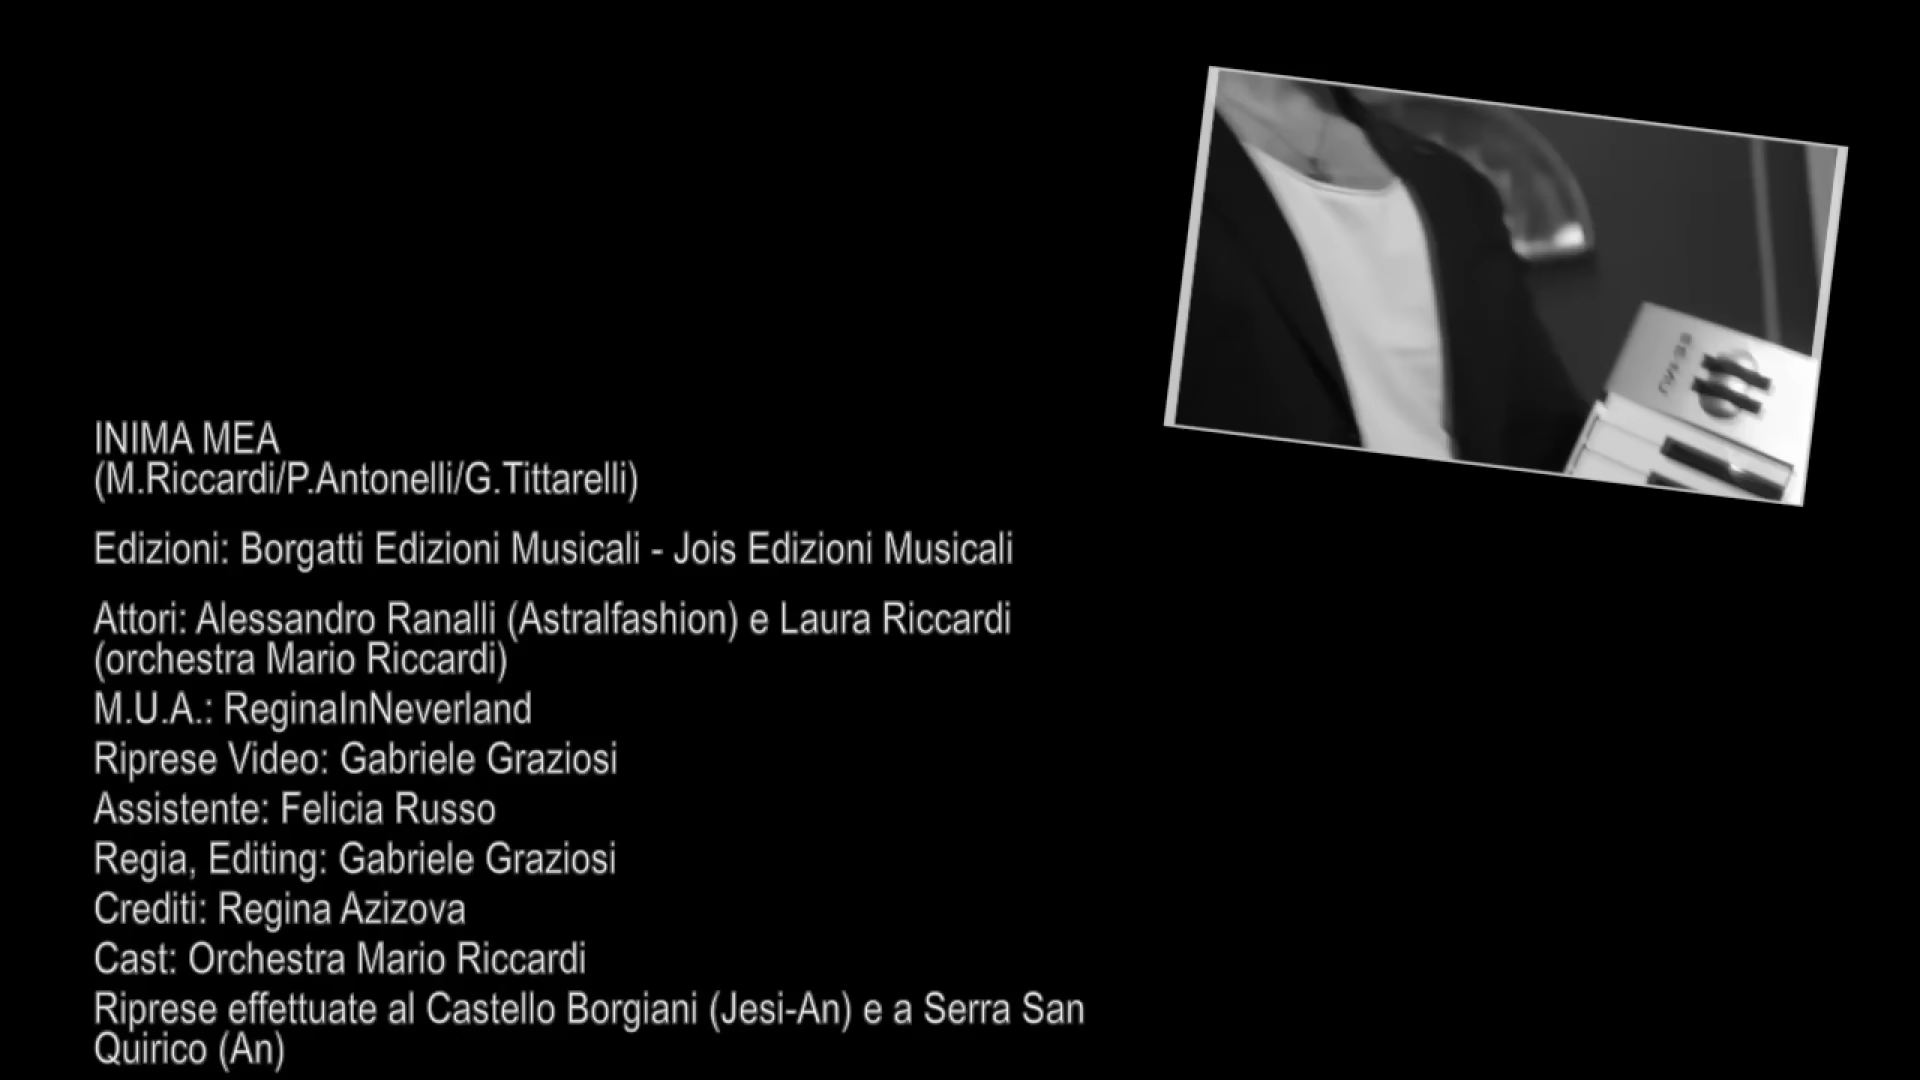 INIMA MEA
(M.Riccardi/P.Antonelli/G.Tittarelli)
Edizioni: Borgatti Edizioni Musicali - Jois Edizioni Musicali
Attori: Alessandro Ranalli (Astralfashion) e Laura Riccardi
(orchestra Mario Riccardi)
M.U.A.: ReginaInNeverland
Riprese Video: Gabriele Graziosi
Assistente: Felicia Russo
Regia, Editing: Gabriele Graziosi
Crediti: Regina Azizova
Cast: Orchestra Mario Riccardi
Riprese effettuate al Castello Borgiani (Jesi-An) e a Serra San
Quirico (An)